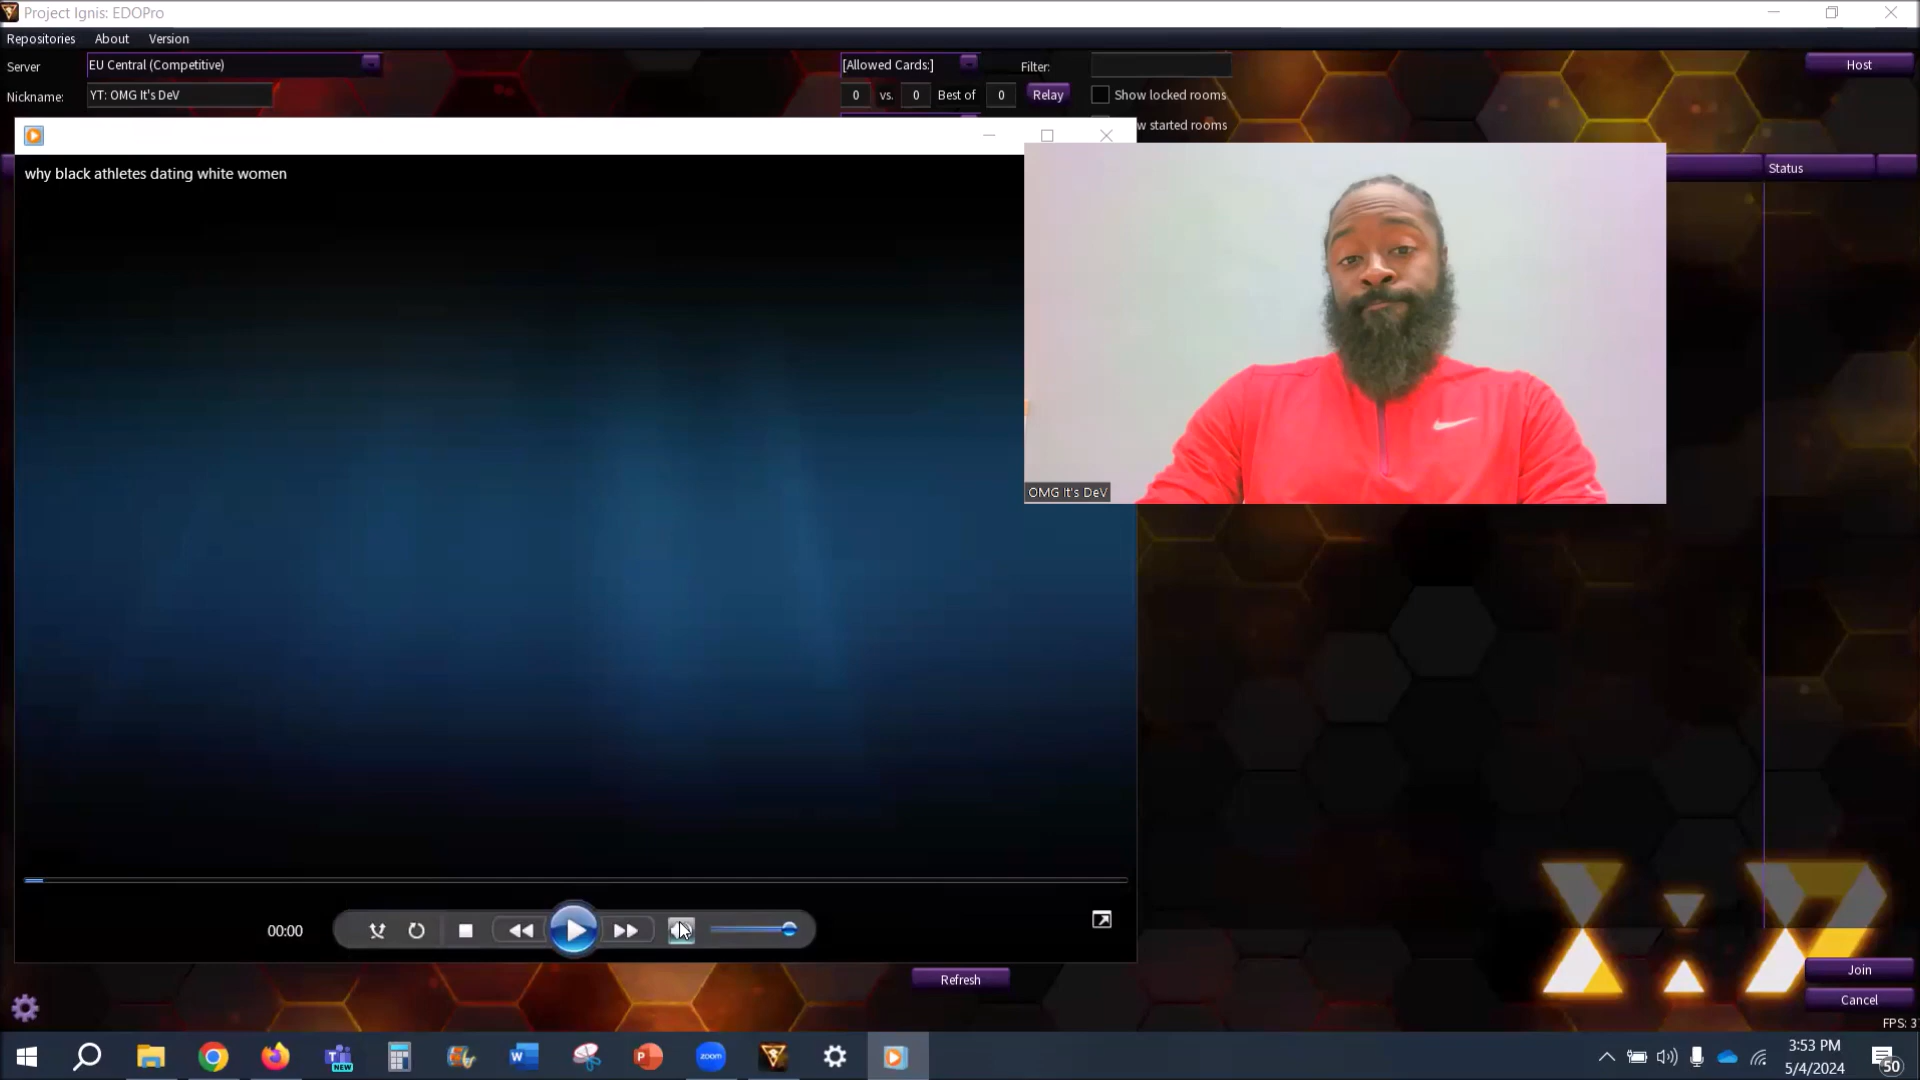 Project Ignis: EDOPro
Repositories About Version
Server EU Central (Competitive) [Allowed Cards:] Filter: Host
Nickname: YT: OMG It's DeV 0 vs. 0 Best of 0 Relay Show locked rooms
w started rooms
why black athletes dating white women
Status
OMG It's DeV
00:00
Refresh
Join
Cancel
FPS: 3
NEW
zoom
3:53 PM
5/4/2024
50